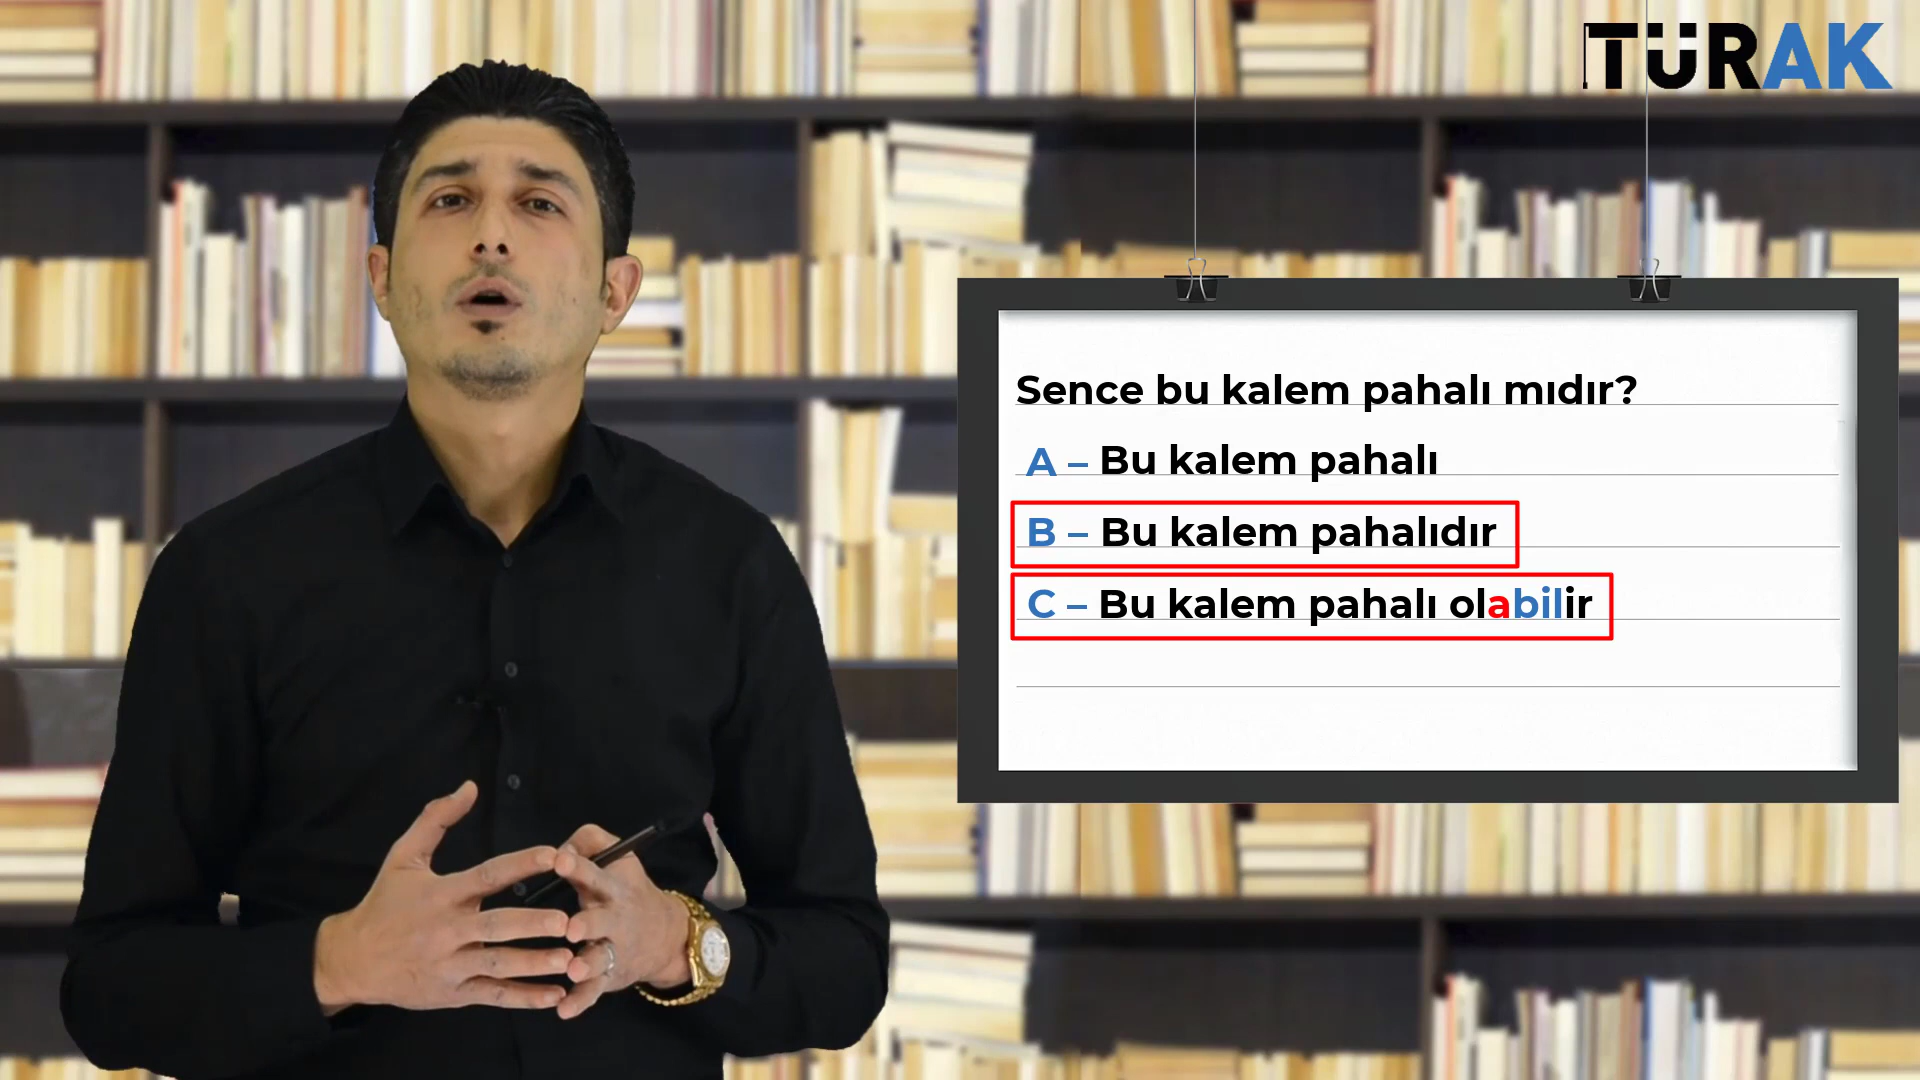 TÜRAK
Sence bu kalem pahalı mıdır?
A – Bu kalem pahalı
B – Bu kalem pahalıdır
C – Bu kalem pahalı olabilir